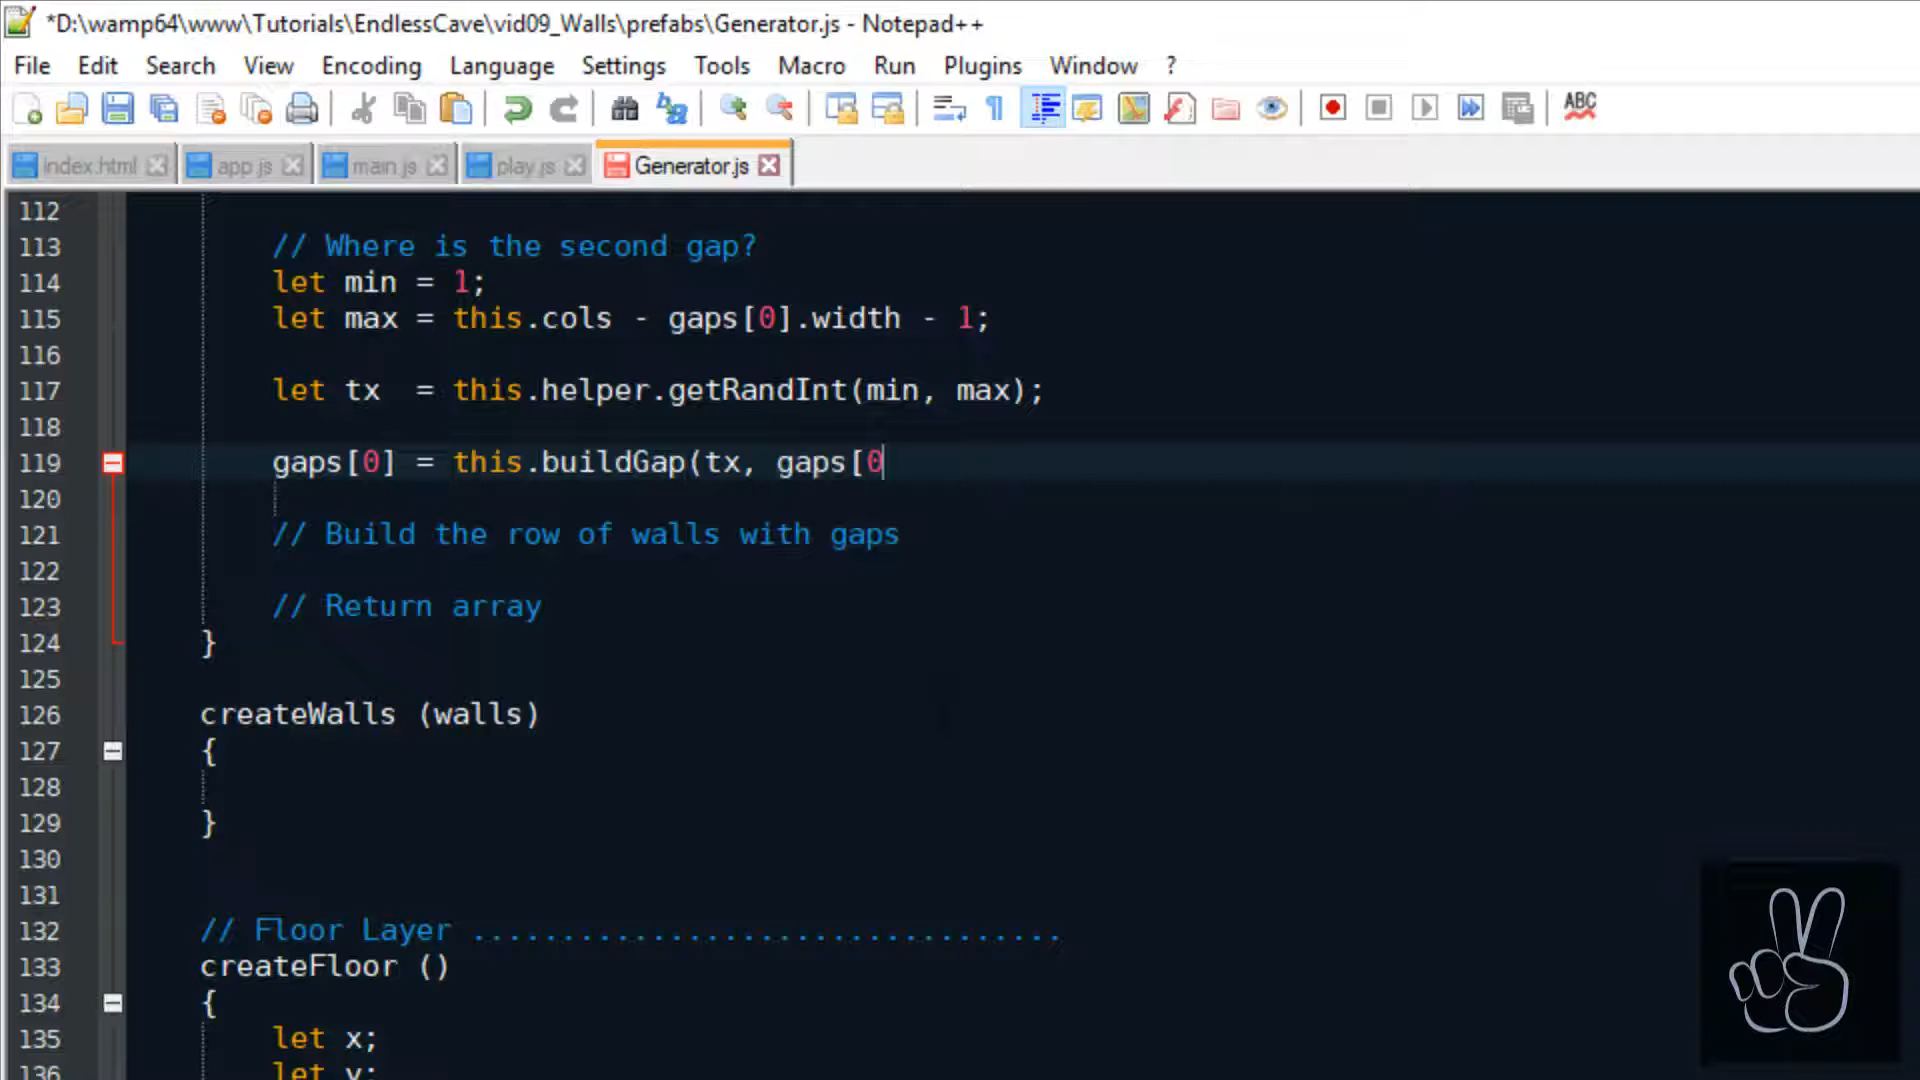 *D:\wamp64\www\Tutorials\EndlessCave\vid09_Walls\prefabs\Generator.js - Notepad++
File Edit Search View Encoding Language Settings Tools Macro Run Plugins Window ?
ABC
index.html app.js main.js play.js Generator.js
112
113 // Where is the second gap?
114 let min = 1;
115 let max = this.cols - gaps[0].width - 1;
116
117 let tx  = this.helper.getRandInt(min, max);
118
119 gaps[0] = this.buildGap(tx, gaps[0
120
121 // Build the row of walls with gaps
122
123 // Return array
124 }
125
126 createWalls (walls)
127 {
128
129 }
130
131
132 // Floor Layer .................................
133 createFloor ()
134 {
135 let x;
136 let y;